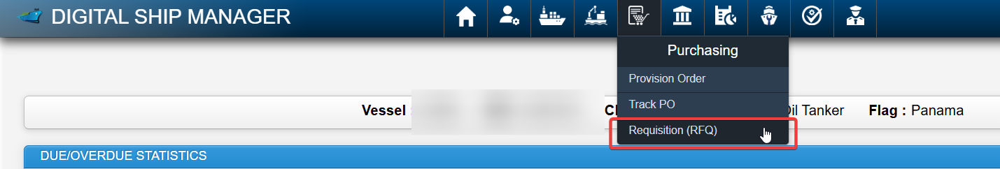 DIGITAL SHIP MANAGER
Purchasing
Provision Order
Track PO
Vessel : Oil Tanker Flag : Panama
Requisition (RFQ)
DUE/OVERDUE STATISTICS